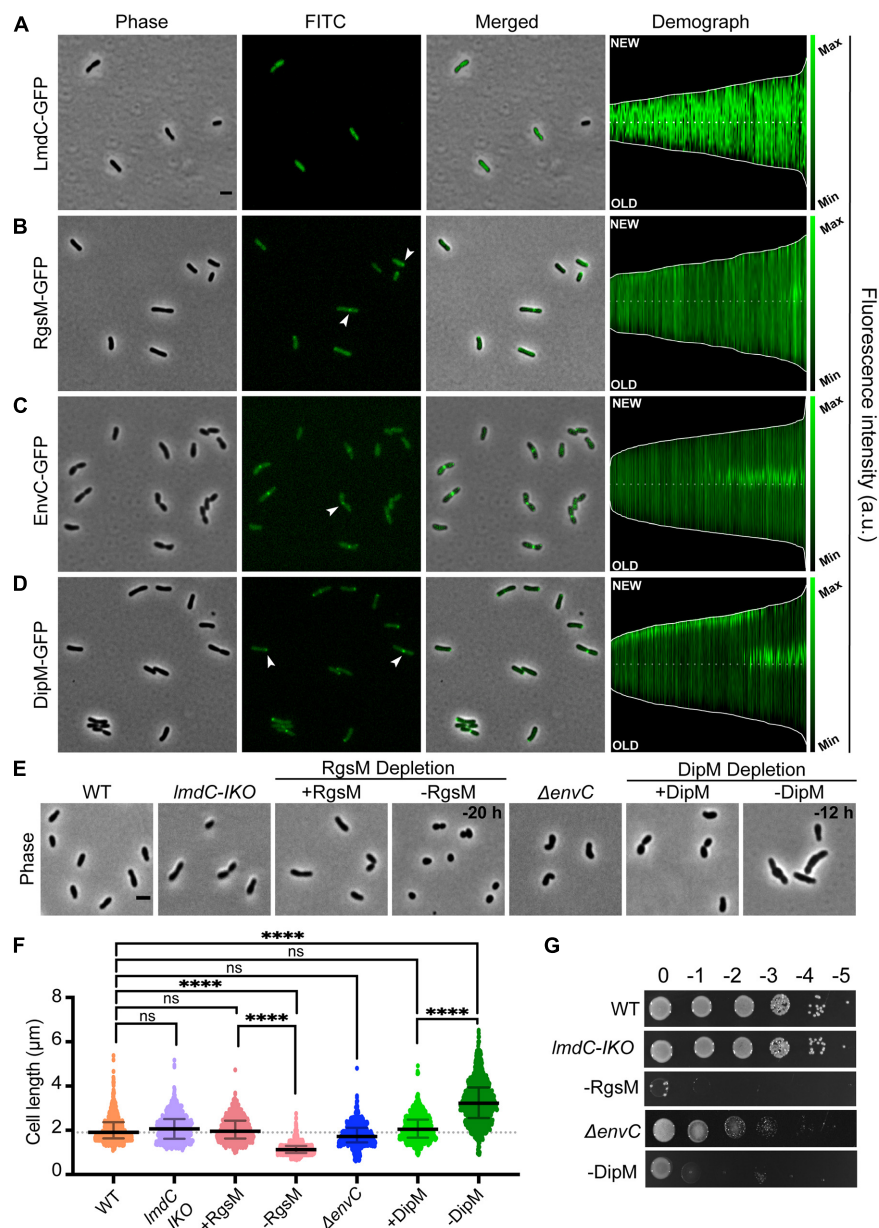 A
Phase
FITC
Merged
Demograph
LmdC-GFP
NEW
OLD
Max
Min
B
RgsM-GFP
NEW
OLD
Max
Min
C
EnvC-GFP
NEW
OLD
Max
Min
D
DipM-GFP
NEW
OLD
Max
Min
Fluorescence intensity (a.u.)
E
RgsM Depletion
DipM Depletion
WT
lmdC-IKO
+RgsM
-RgsM
ΔenvC
+DipM
-DipM
-20 h
-12 h
Phase
F
****
ns
ns
****
ns
ns
****
****
8
6
4
2
0
Cell length (μm)
WT
lmdC
IKO
+RgsM
-RgsM
ΔenvC
+DipM
-DipM
G
0 -1 -2 -3 -4 -5
WT
lmdC-IKO
-RgsM
ΔenvC
-DipM